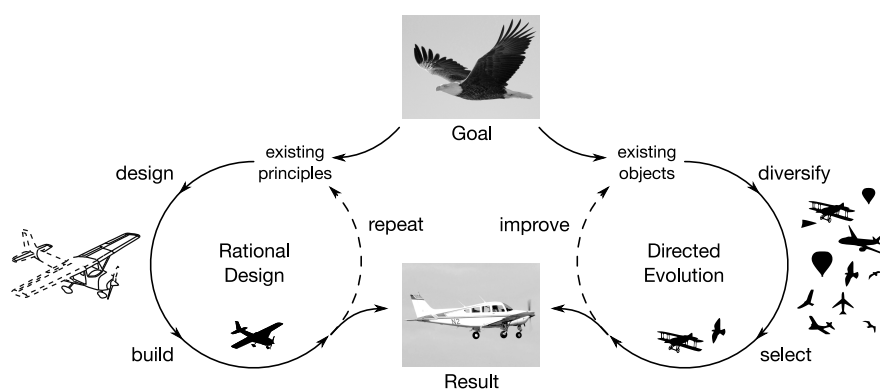 Goal
existing
principles
existing
objects
design
diversify
repeat
improve
Rational
Design
Directed
Evolution
build
select
Result